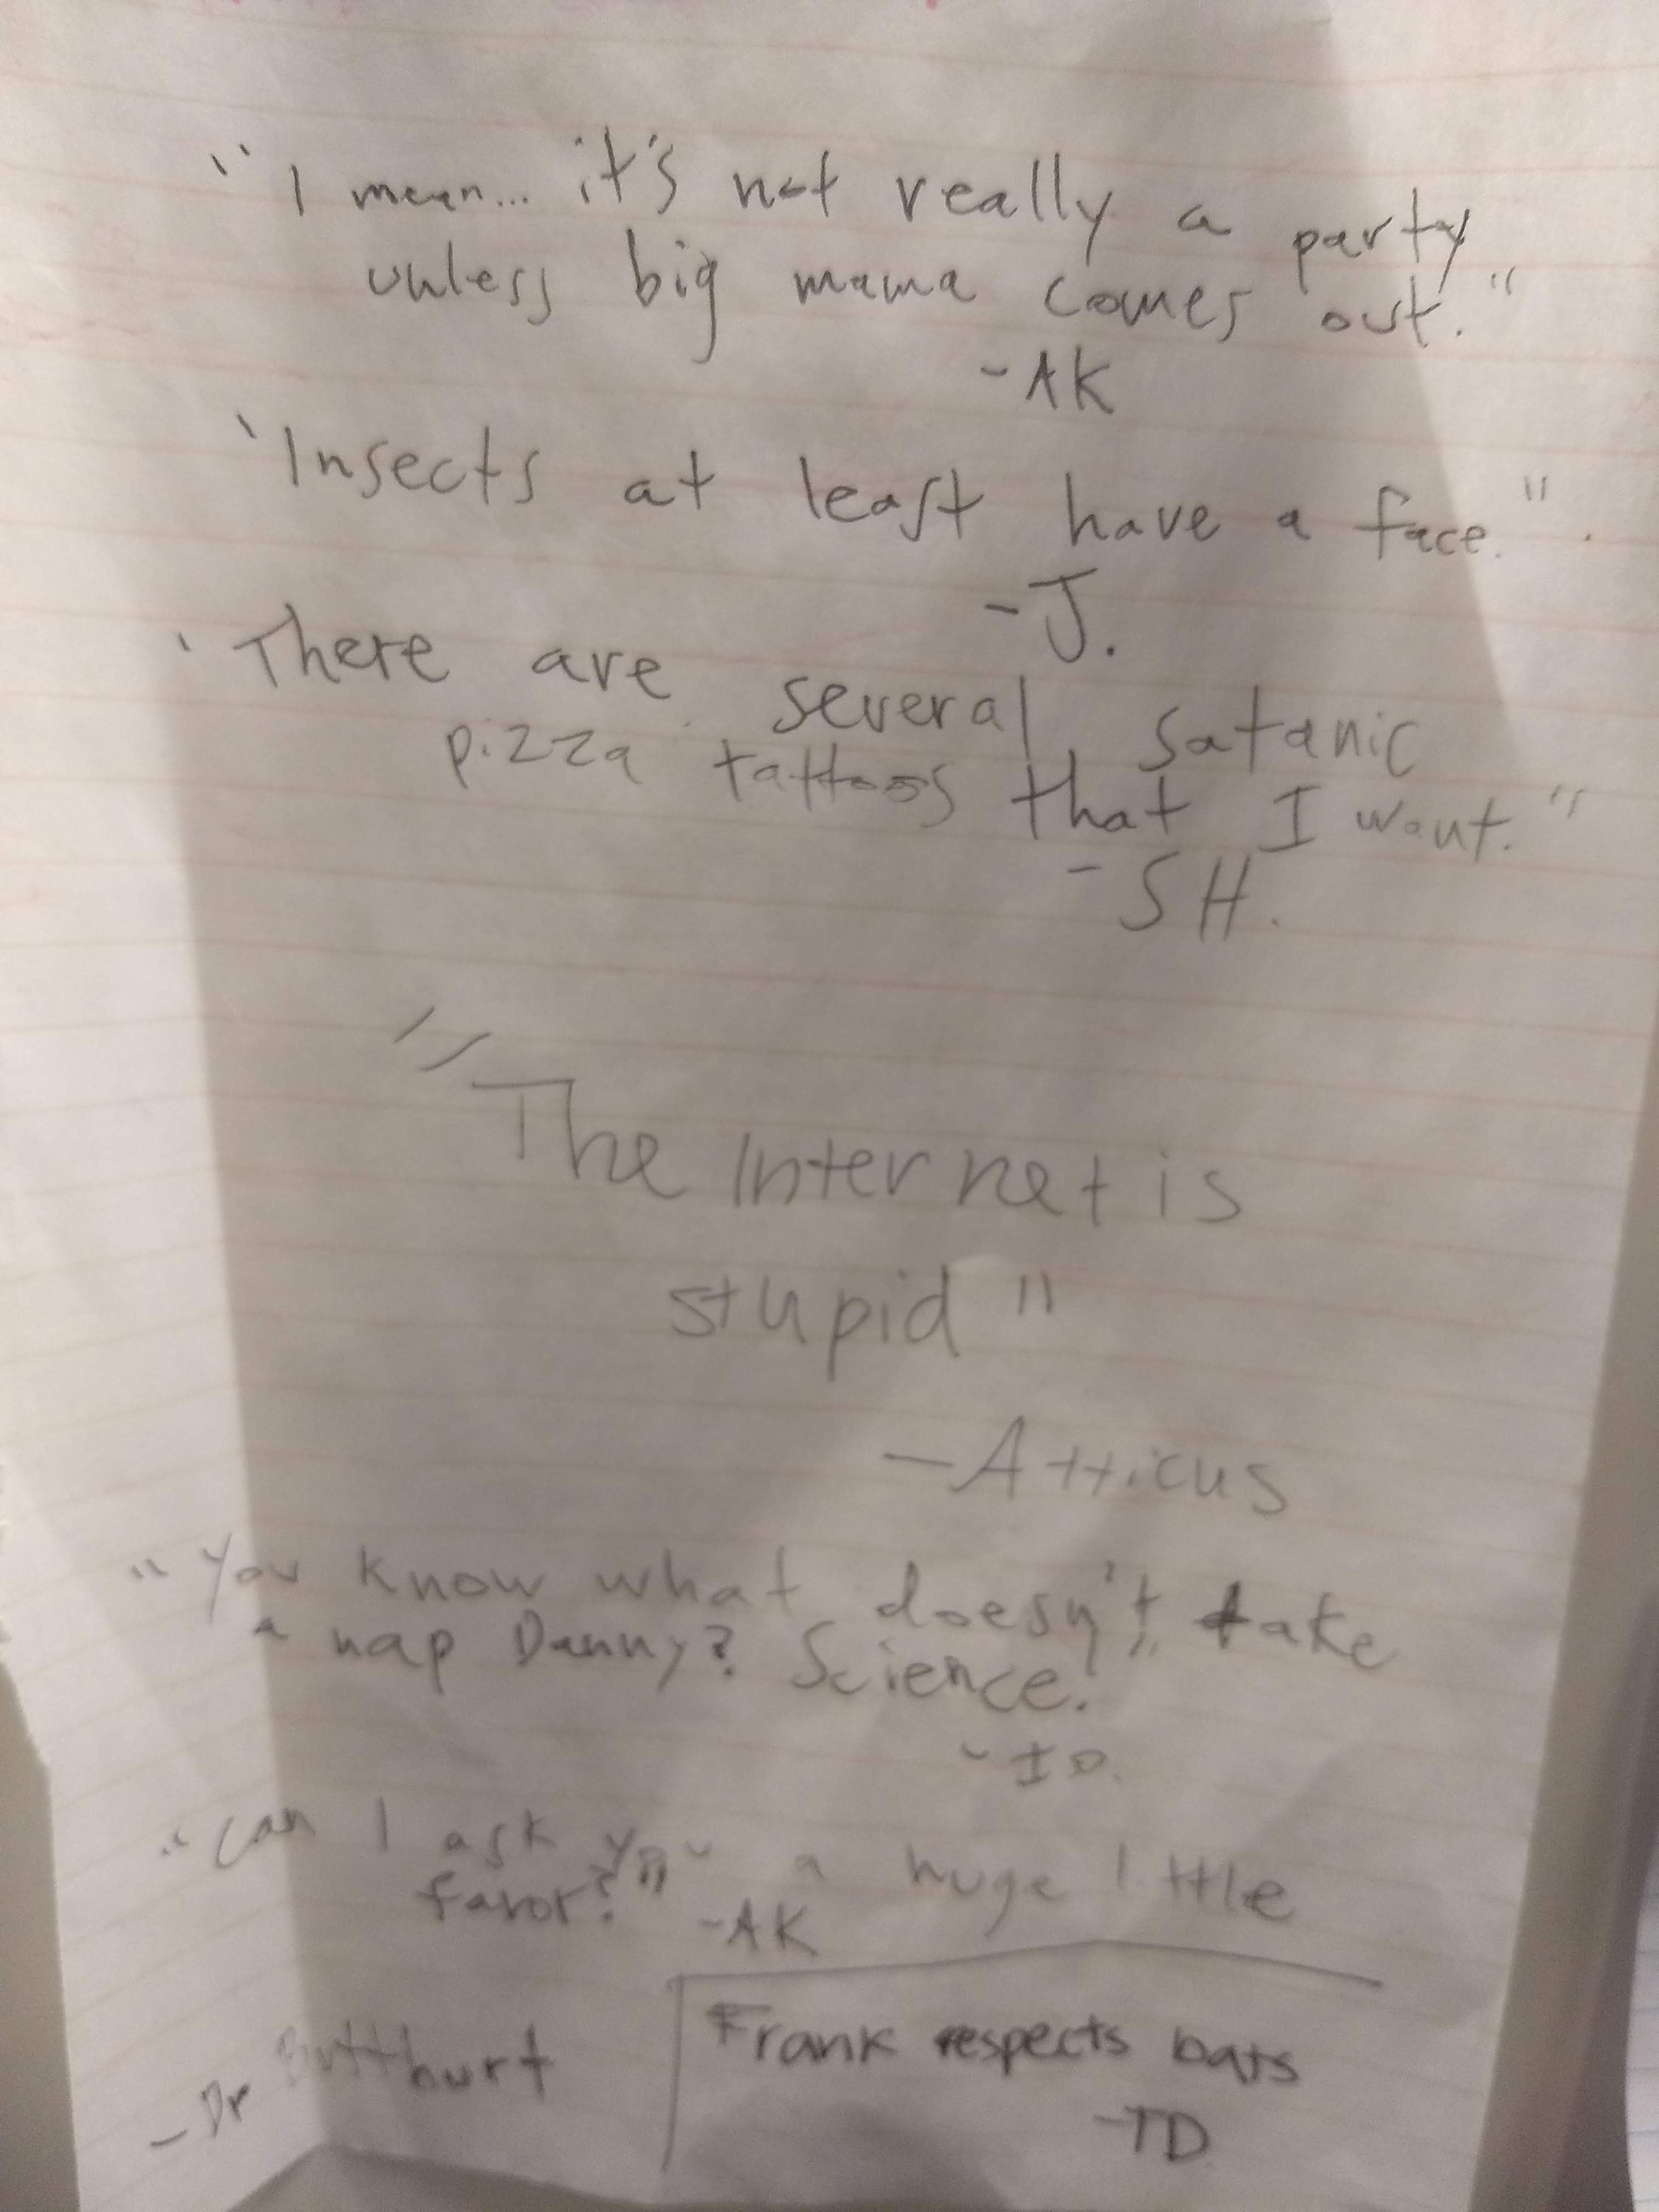 "I mean... it's not really a party
unless big mama comes out."
-AK
"Insects at least have a face."
-J.
"There are several satanic
pizza tattoos that I want."
-SH.
"The Internet is
stupid"
-Atticus
"You know what doesn't take
a nap Danny? Science!"
-ID.
"Can I ask you a huge little
favor?"
-AK
-Dr Butthurt
Frank respects bats
-TD